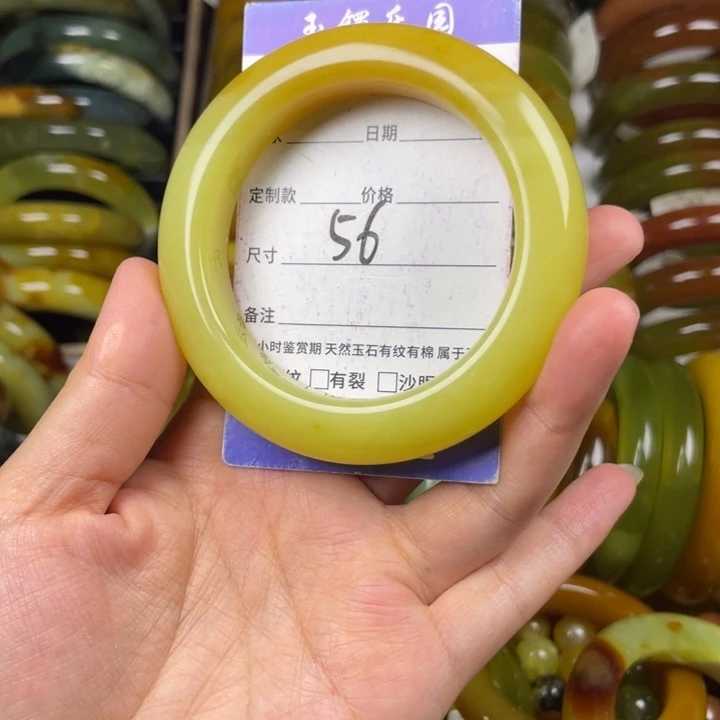 日期
定制款 价格
尺寸 56
备注
小时鉴赏期 天然玉石有纹有棉 属于
纹 □有裂 □沙眼